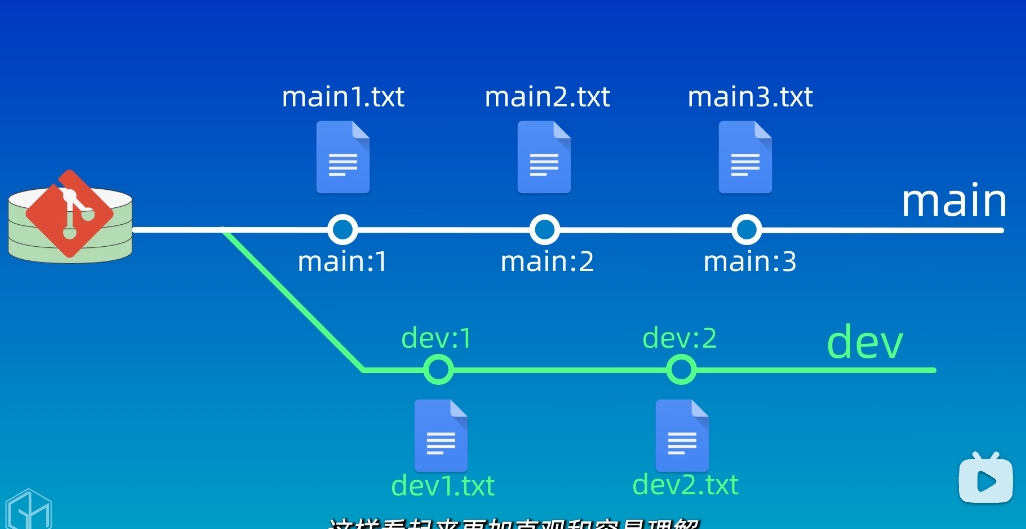 main1.txt
main2.txt
main3.txt
main
main:1
main:2
main:3
dev:1
dev:2
dev
dev1.txt
dev2.txt
这样看起来更加直观和容易理解